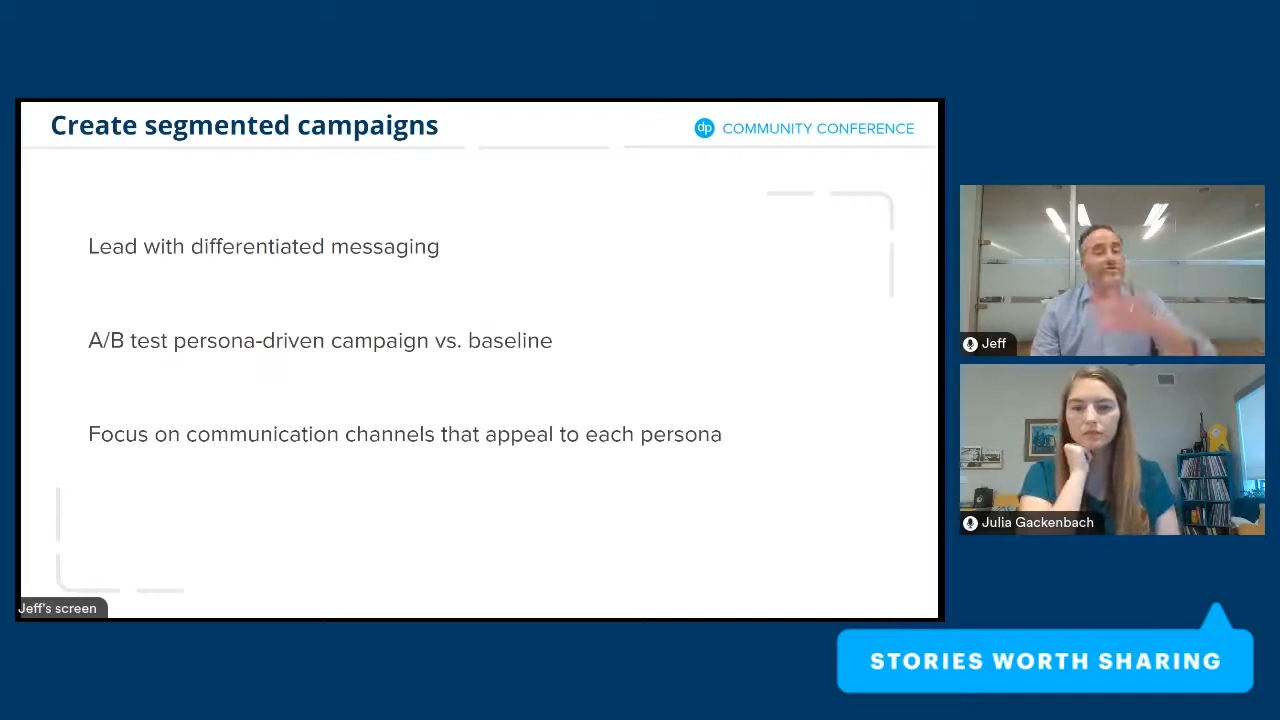 Create segmented campaigns
dp COMMUNITY CONFERENCE
Lead with differentiated messaging
A/B test persona-driven campaign vs. baseline
Focus on communication channels that appeal to each persona
Jeff's screen
Jeff
Julia Gackenbach
STORIES WORTH SHARING